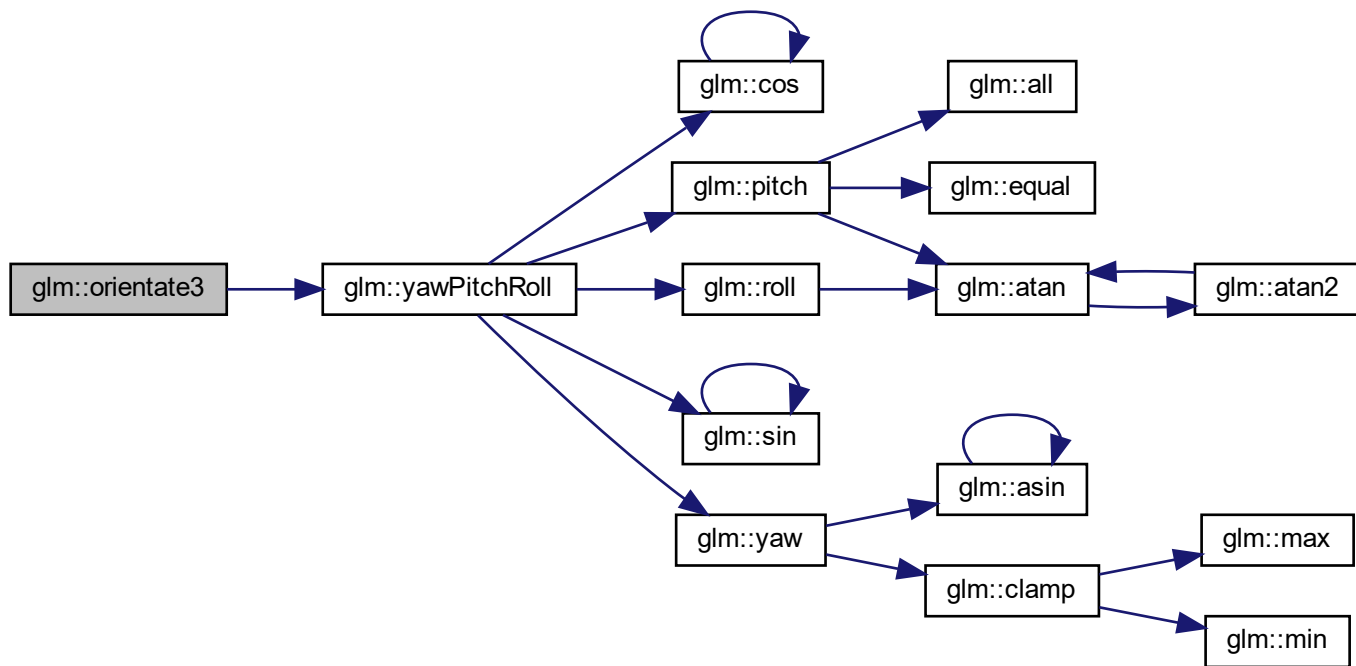 glm::cos
glm::all
glm::pitch
glm::equal
glm::orientate3
glm::yawPitchRoll
glm::roll
glm::atan
glm::atan2
glm::sin
glm::asin
glm::yaw
glm::max
glm::clamp
glm::min